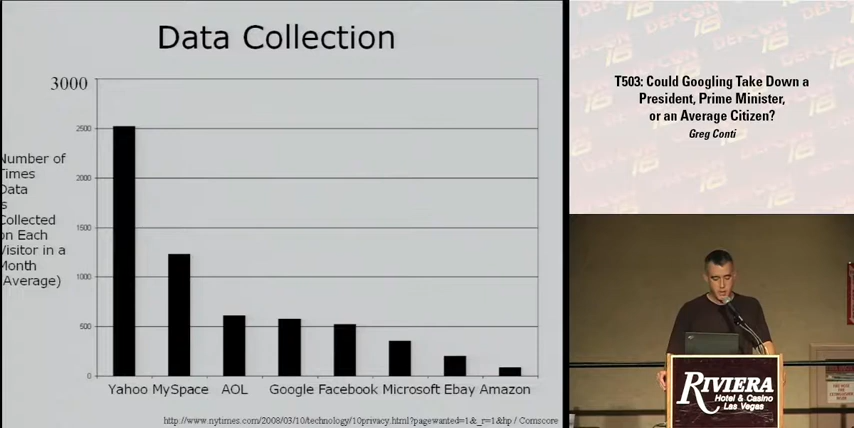 Data Collection
3000
2500
2000
1500
1000
500
0
Number of
Times
Data
is
Collected
on Each
Visitor in a
Month
(Average)
Yahoo MySpace AOL Google Facebook Microsoft Ebay Amazon
http://www.nytimes.com/2008/03/10/technology/10privacy.html?pagewanted=1&_r=1&hp / Comscore
T503: Could Googling Take Down a
President, Prime Minister,
or an Average Citizen?
Greg Conti
RIVIERA
Hotel & Casino
Las Vegas